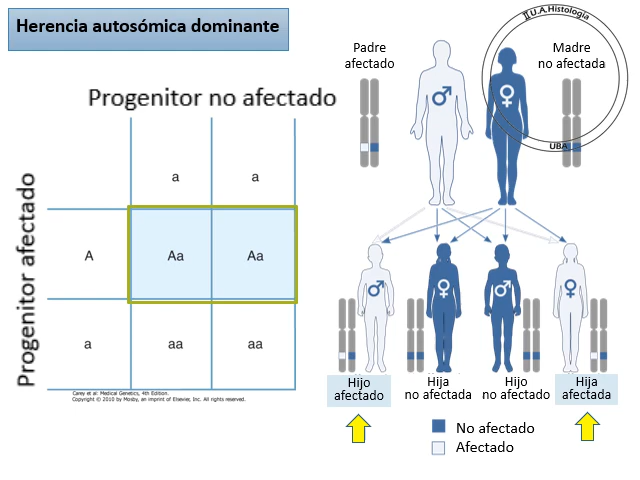 Herencia autosómica dominante
Progenitor no afectado
Progenitor afectado
a
a
A
Aa
Aa
a
aa
aa
Carey et al: Medical Genetics, 4th Edition.
Copyright © 2010 by Mosby, an imprint of Elsevier, Inc. All rights reserved.
Padre
afectado
Madre
no afectada
II U.A.Histología
UBA
Hijo
afectado
Hija
no afectada
Hijo
no afectado
Hija
afectada
No afectado
Afectado